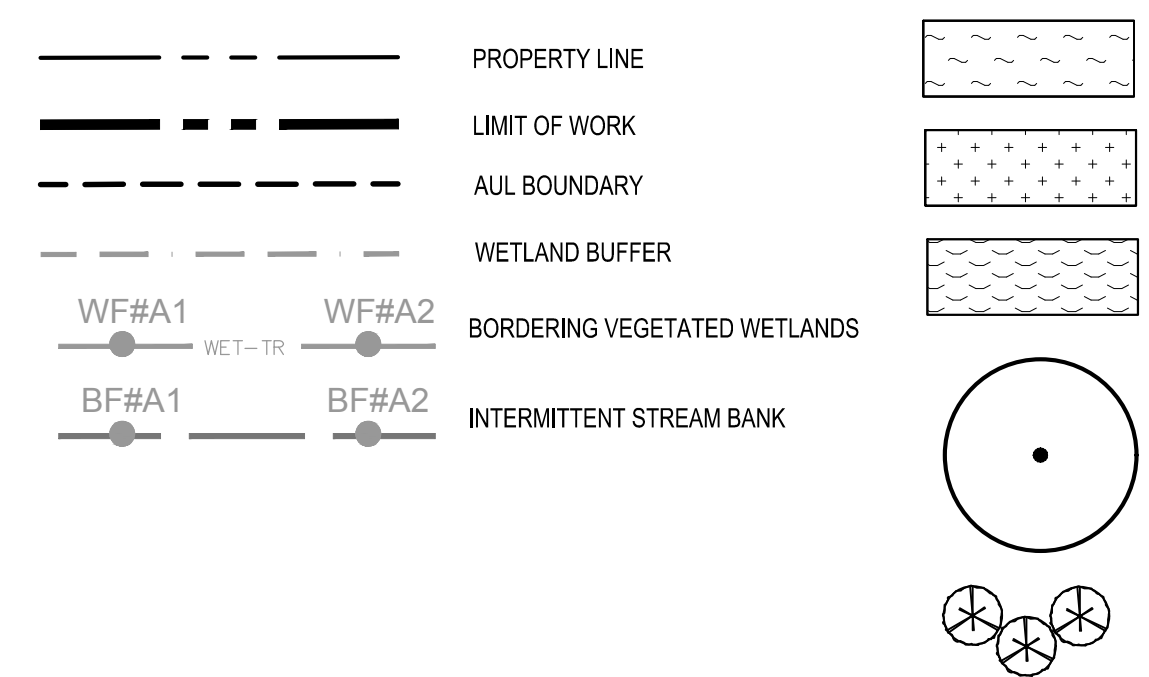 PROPERTY LINE
LIMIT OF WORK
AUL BOUNDARY
WETLAND BUFFER
WF#A1 WF#A2
WET-TR
BORDERING VEGETATED WETLANDS
BF#A1 BF#A2
INTERMITTENT STREAM BANK